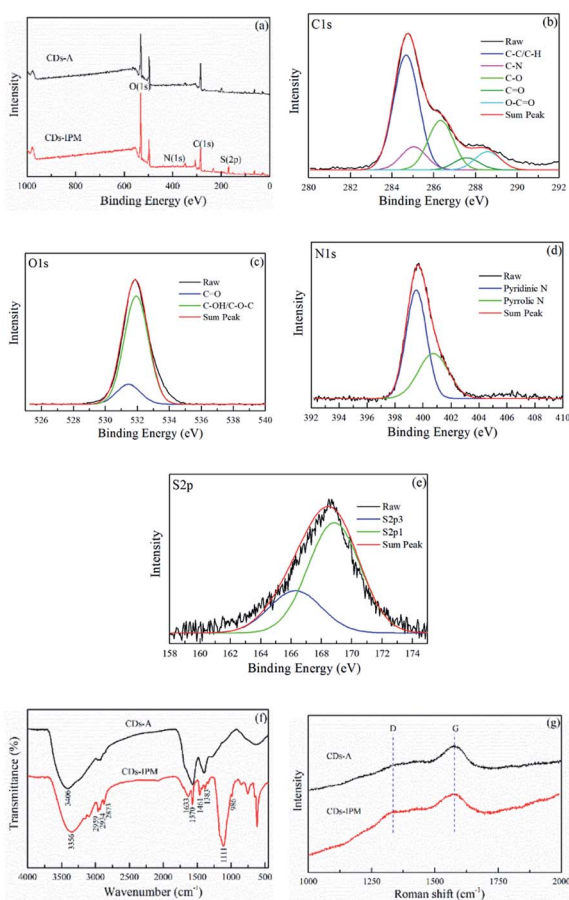 (a)
CDs-A
O(1s)
CDs-IPM
N(1s)
C(1s)
S(2p)
Intensity
1000 800 600 400 200 0
Binding Energy (eV)
C1s
(b)
Raw
C-C/C-H
C-N
C-O
C=O
O-C=O
Sum Peak
Intensity
280 282 284 286 288 290 292
Binding Energy (eV)
O1s
(c)
Raw
C=O
C-OH/C-O-C
Sum Peak
Intensity
526 528 530 532 534 536 538 540
Binding Energy (eV)
N1s
(d)
Raw
Pyridinic N
Pyrrolic N
Sum Peak
Intensity
392 394 396 398 400 402 404 406 408 410
Binding Energy (eV)
S2p
(e)
Raw
S2p3
S2p1
Sum Peak
Intensity
158 160 162 164 166 168 170 172 174
Binding Energy (eV)
(f)
CDs-A
3406
CDs-IPM
3356
2959
2934
2873
1633
1570
1461
1383
1111
980
Transmittance (%)
4000 3500 3000 2500 2000 1500 1000 500
Wavenumber (cm-1)
(g)
D
G
CDs-A
CDs-IPM
Intensity
1000 1250 1500 1750 2000
Roman shift (cm-1)